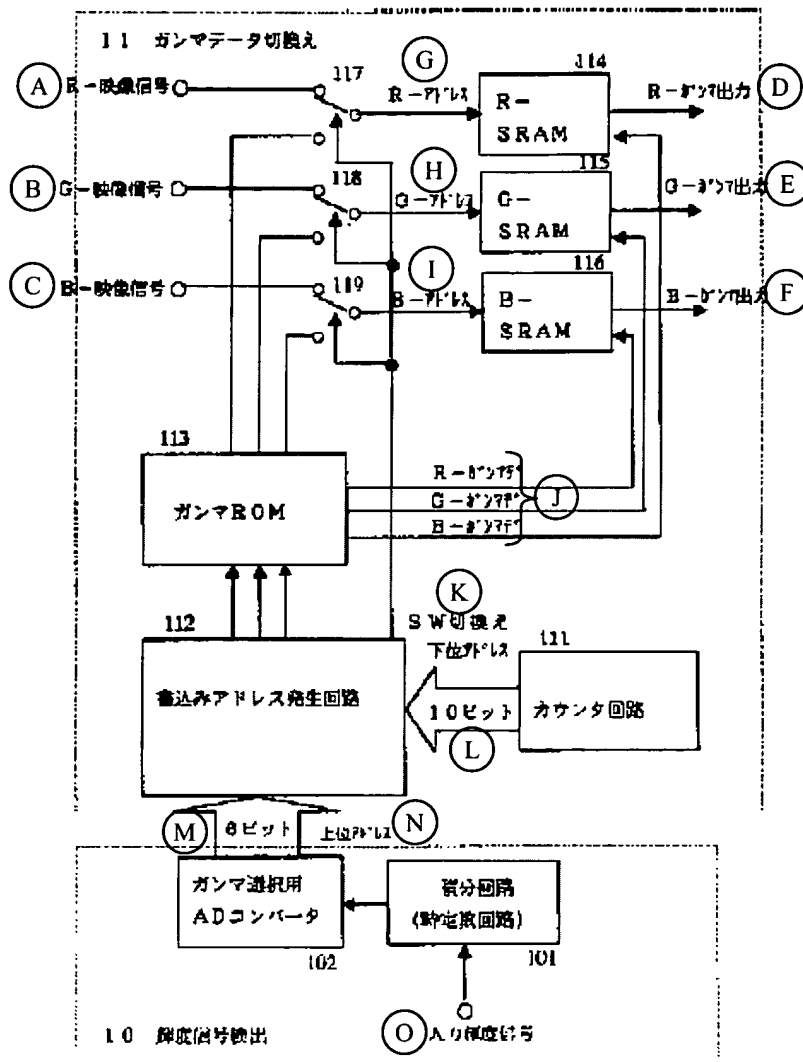 11 ガンマデータ切換え
117
G
114
A R-映像信号
R-アドレス
R-
SRAM
R-ガンマ出力 D
115
B G-映像信号
118
H
G-アドレス
G-
SRAM
G-ガンマ出力 E
116
C B-映像信号
119
I
B-アドレス
B-
SRAM
B-ガンマ出力 F
113
ガンマROM
R-ガンマデ
G-ガンマデ
B-ガンマデ
J
K
112
SW切換え
下位アドレス
111
書込みアドレス発生回路
10ビット
カウンタ回路
L
M
ビット
上位アドレス
N
ガンマ選択用
ADコンバータ
102
積分回路
(時定数回路)
101
10 輝度信号検出
O 入力輝度信号